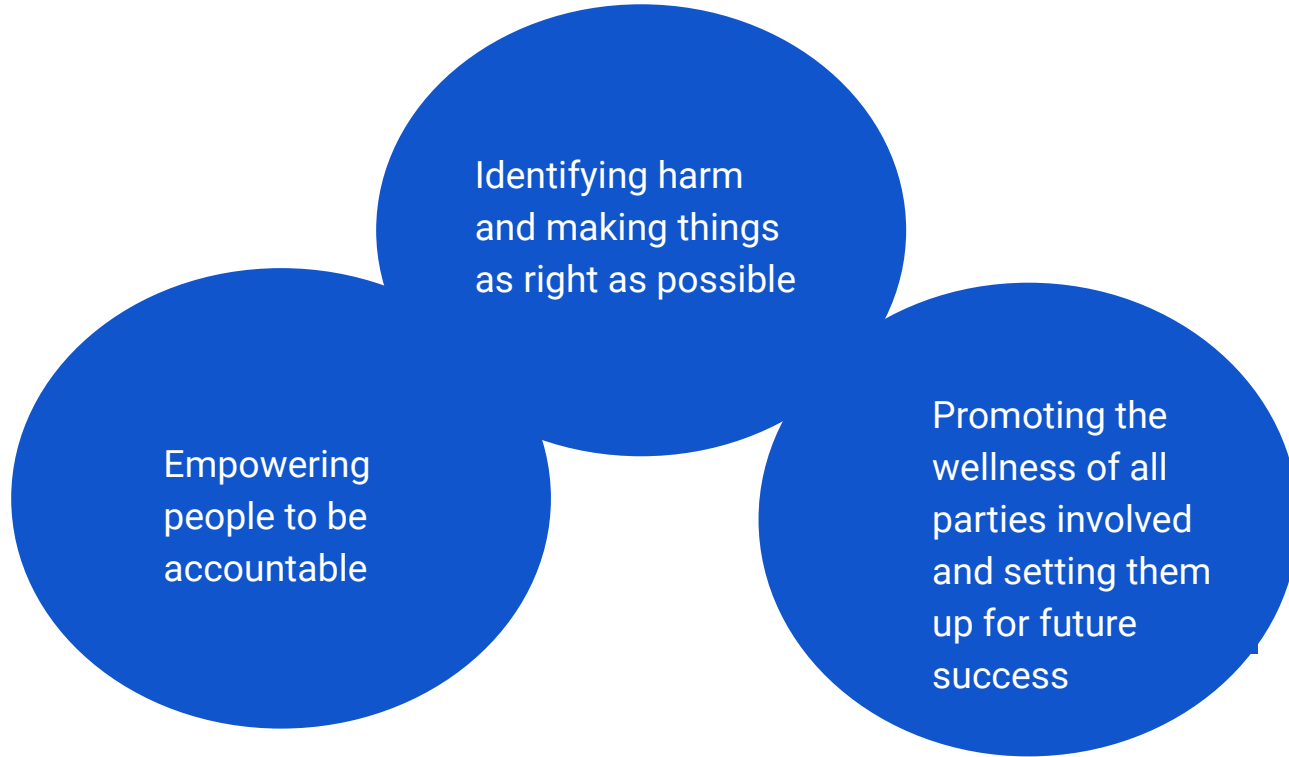 Identifying harm
and making things
as right as possible
Empowering
people to be
accountable
Promoting the
wellness of all
parties involved
and setting them
up for future
success